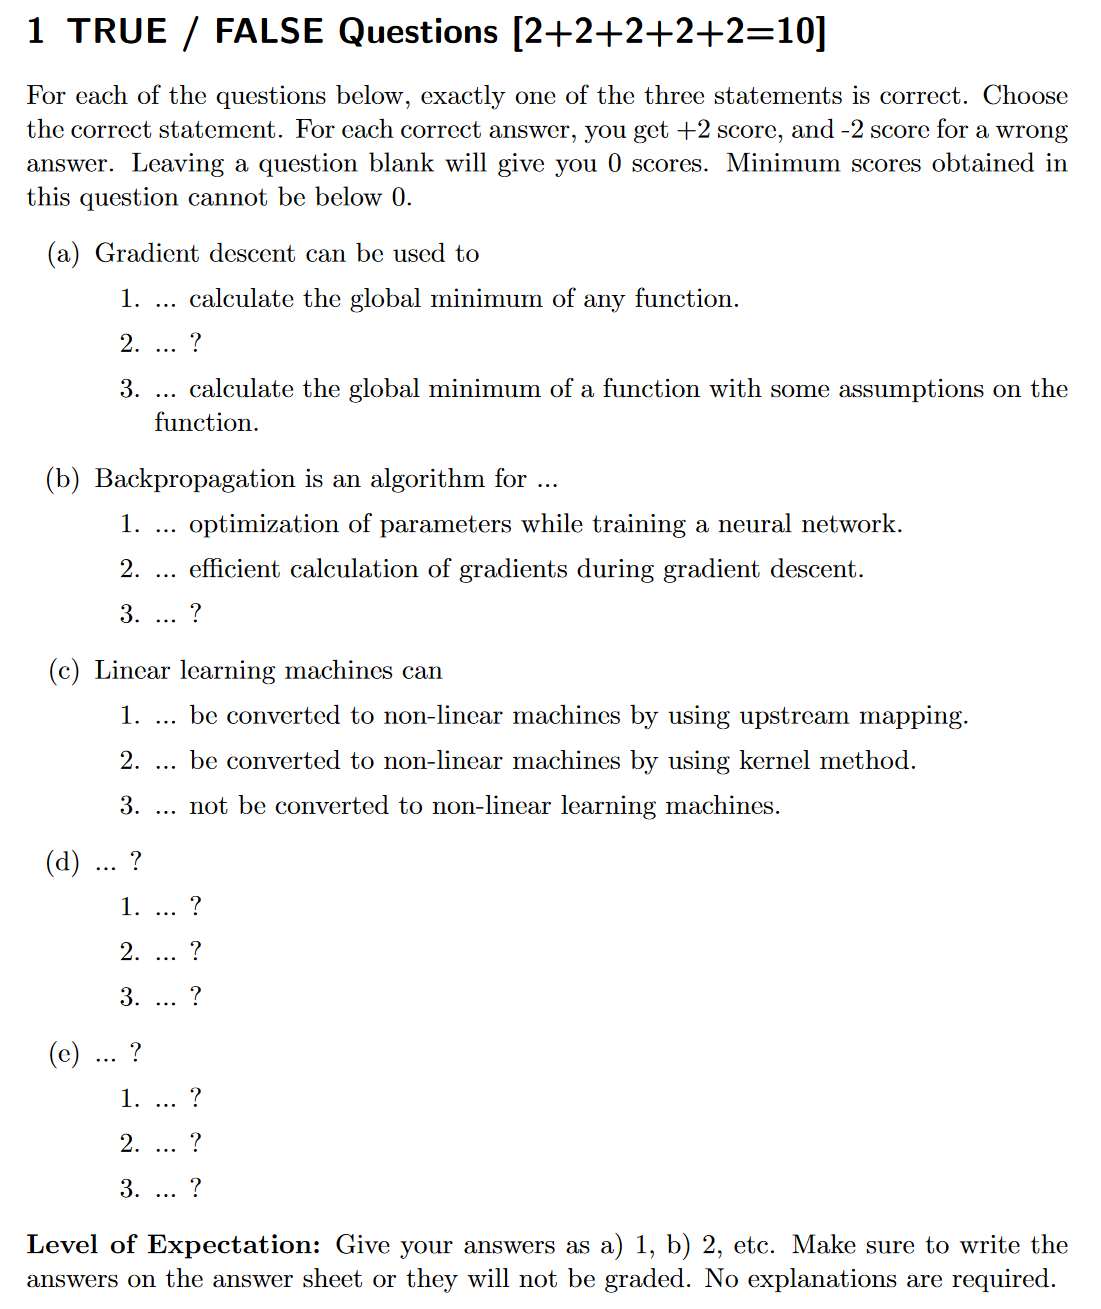 1 TRUE / FALSE Questions [2+2+2+2+2=10]
For each of the questions below, exactly one of the three statements is correct. Choose
the correct statement. For each correct answer, you get +2 score, and -2 score for a wrong
answer. Leaving a question blank will give you 0 scores. Minimum scores obtained in
this question cannot be below 0.
(a) Gradient descent can be used to
1. ... calculate the global minimum of any function.
2. ... ?
3. ... calculate the global minimum of a function with some assumptions on the
function.
(b) Backpropagation is an algorithm for ...
1. ... optimization of parameters while training a neural network.
2. ... efficient calculation of gradients during gradient descent.
3. ... ?
(c) Linear learning machines can
1. ... be converted to non-linear machines by using upstream mapping.
2. ... be converted to non-linear machines by using kernel method.
3. ... not be converted to non-linear learning machines.
(d) ... ?
1. ... ?
2. ... ?
3. ... ?
(e) ... ?
1. ... ?
2. ... ?
3. ... ?
Level of Expectation: Give your answers as a) 1, b) 2, etc. Make sure to write the
answers on the answer sheet or they will not be graded. No explanations are required.